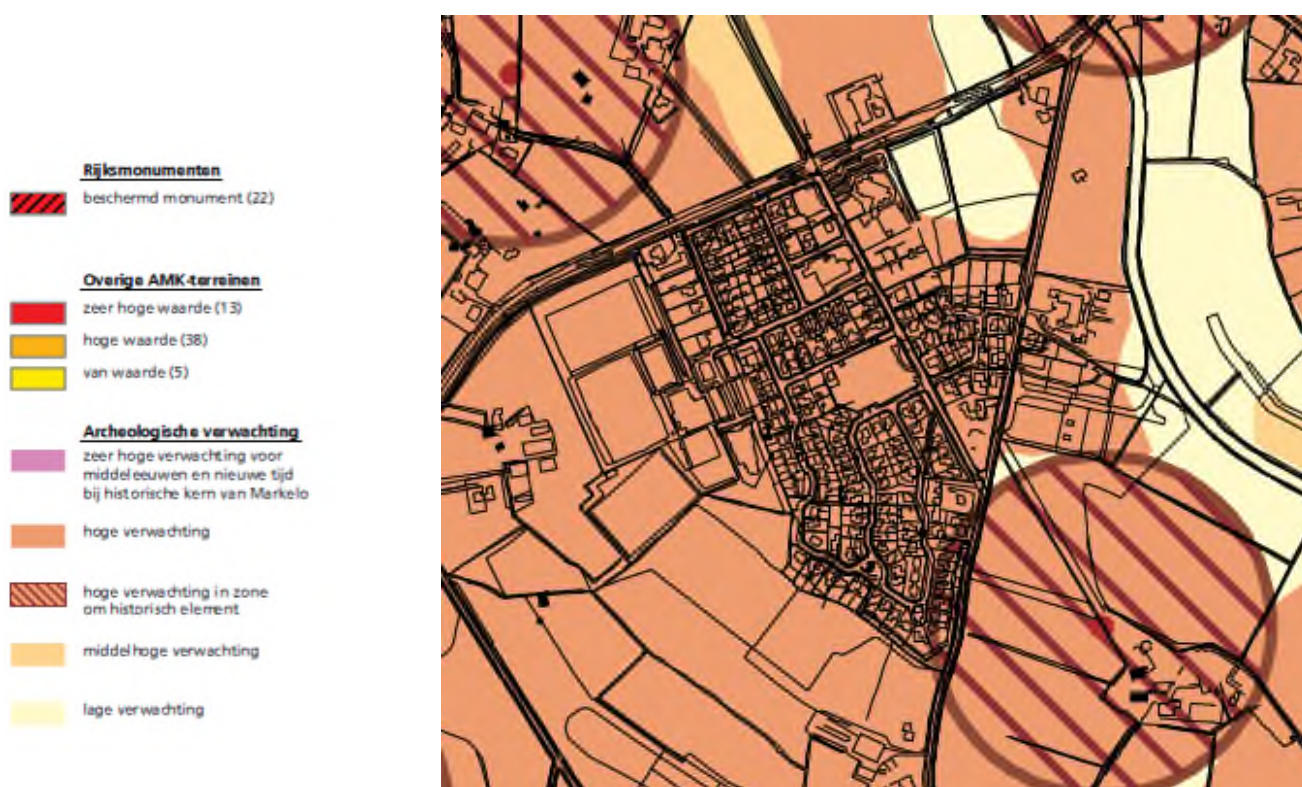 Rijksmonumenten
beschermd monument (22)
Overige AMK-terreinen
zeer hoge waarde (13)
hoge waarde (38)
van waarde (5)
Archeologische verwachting
zeer hoge verwachting voor
middeleeuwen en nieuwe tijd
bij historische kern van Markelo
hoge verwachting
hoge verwachting in zone
om historisch element
middelhoge verwachting
lage verwachting